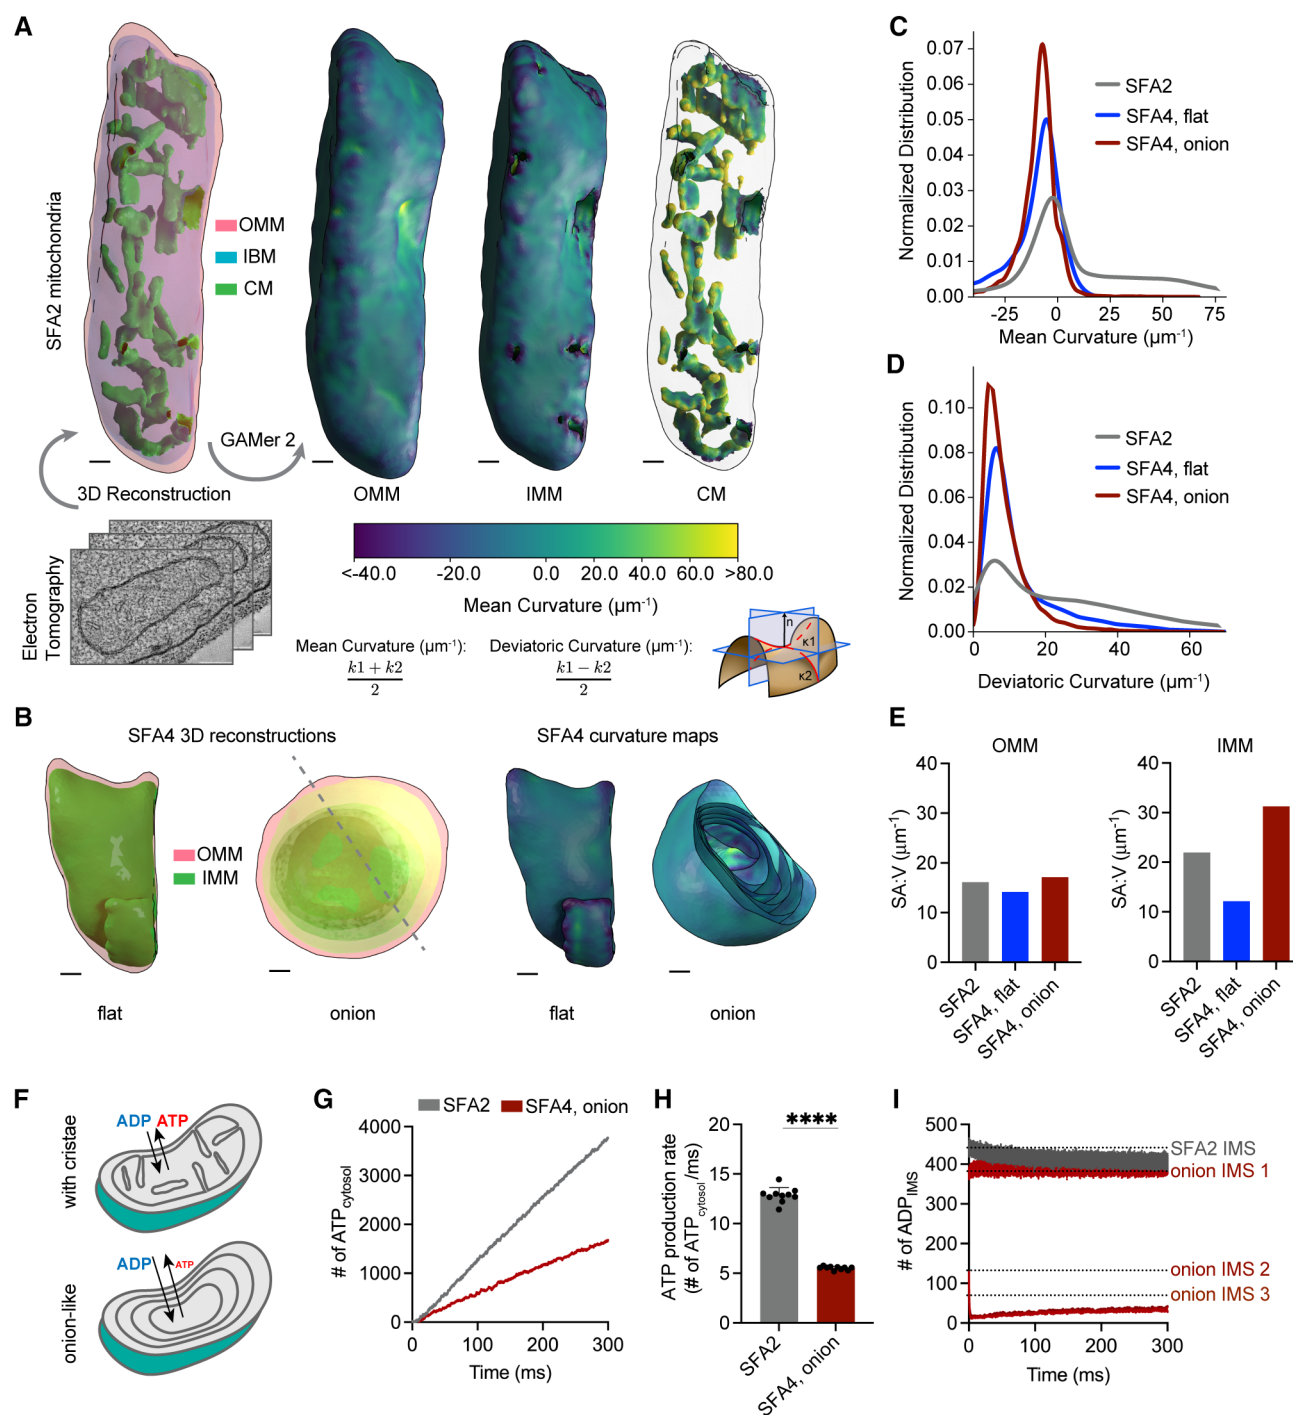 A
SFA2 mitochondria
OMM
IBM
CM
GAMer 2
3D Reconstruction
OMM
IMM
CM
Electron
Tomography
<-40.0 -20.0 0.0 20.0 40.0 60.0 >80.0
Mean Curvature (µm⁻¹)
Mean Curvature (µm⁻¹):
k1 + k2
2
Deviatoric Curvature (µm⁻¹):
k1 − k2
2
n
κ1
κ2
B
SFA4 3D reconstructions
SFA4 curvature maps
OMM
IMM
flat
onion
flat
onion
C
Normalized Distribution
0.07
0.06
0.05
0.04
0.03
0.02
0.01
0.00
-25 0 25 50 75
Mean Curvature (µm⁻¹)
SFA2
SFA4, flat
SFA4, onion
D
Normalized Distribution
0.10
0.08
0.06
0.04
0.02
0.00
0 20 40 60
Deviatoric Curvature (µm⁻¹)
SFA2
SFA4, flat
SFA4, onion
E
OMM
SA:V (µm⁻¹)
40
30
20
10
0
SFA2
SFA4, flat
SFA4, onion
IMM
SA:V (µm⁻¹)
40
30
20
10
0
SFA2
SFA4, flat
SFA4, onion
F
with cristae
ADP ATP
onion-like
ADP ATP
G
SFA2 SFA4, onion
# of ATPcytosol
4000
3000
2000
1000
0
0 100 200 300
Time (ms)
H
****
ATP production rate
(# of ATPcytosol/ms)
20
15
10
5
0
SFA2
SFA4, onion
I
# of ADPIMS
500
400
300
200
100
0
SFA2 IMS
onion IMS 1
onion IMS 2
onion IMS 3
0 100 200 300
Time (ms)